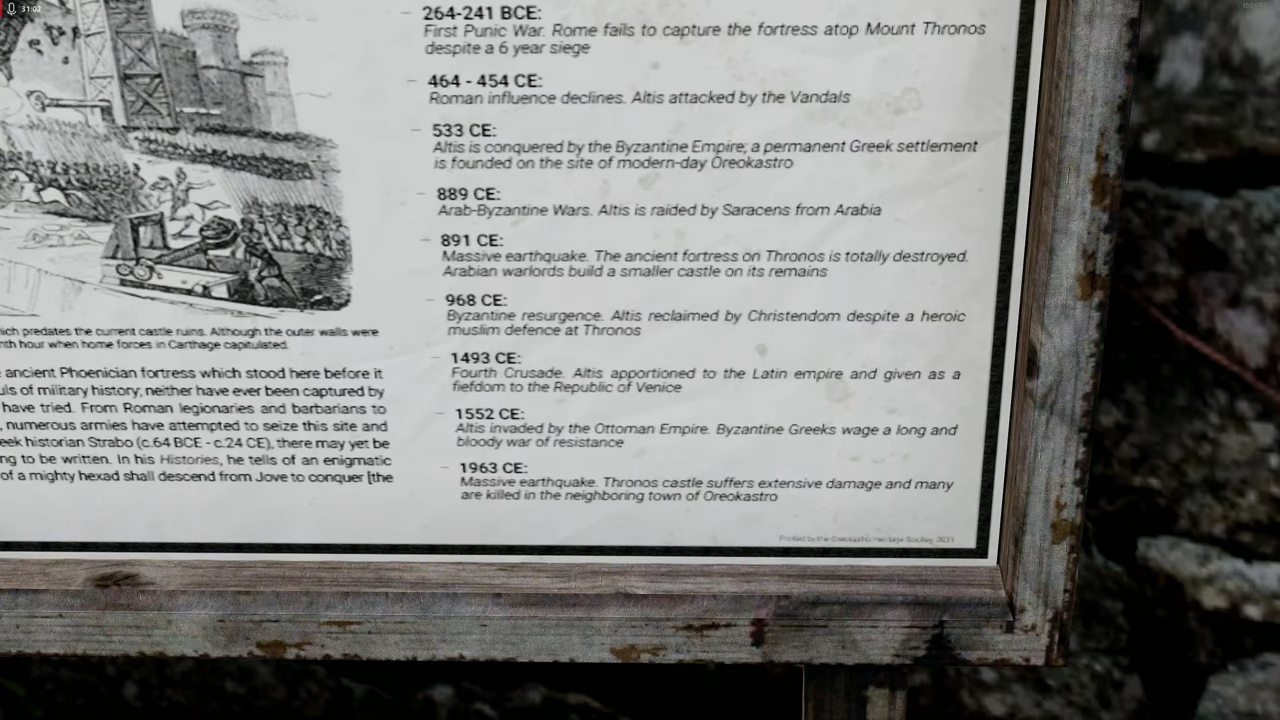 31:02
264-241 BCE:
First Punic War. Rome fails to capture the fortress atop Mount Thronos
despite a 6 year siege
464 - 454 CE:
Roman influence declines. Altis attacked by the Vandals
533 CE:
Altis is conquered by the Byzantine Empire; a permanent Greek settlement
is founded on the site of modern-day Oreokastro
889 CE:
Arab-Byzantine Wars. Altis is raided by Saracens from Arabia
891 CE:
Massive earthquake. The ancient fortress on Thronos is totally destroyed.
Arabian warlords build a smaller castle on its remains
968 CE:
Byzantine resurgence. Altis reclaimed by Christendom despite a heroic
muslim defence at Thronos
1493 CE:
Fourth Crusade. Altis apportioned to the Latin empire and given as a
fiefdom to the Republic of Venice
1552 CE:
Altis invaded by the Ottoman Empire. Byzantine Greeks wage a long and
bloody war of resistance
1963 CE:
Massive earthquake. Thronos castle suffers extensive damage and many
are killed in the neighboring town of Oreokastro
Printed by the Oreokastro Heritage Society, 2031
ich predates the current castle ruins. Although the outer walls were
nth hour when home forces in Carthage capitulated.
ancient Phoenician fortress which stood here before it
uls of military history; neither have ever been captured by
have tried. From Roman legionaries and barbarians to
, numerous armies have attempted to seize this site and
eek historian Strabo (c.64 BCE - c.24 CE), there may yet be
ng to be written. In his Histories, he tells of an enigmatic
of a mighty hexad shall descend from Jove to conquer [the